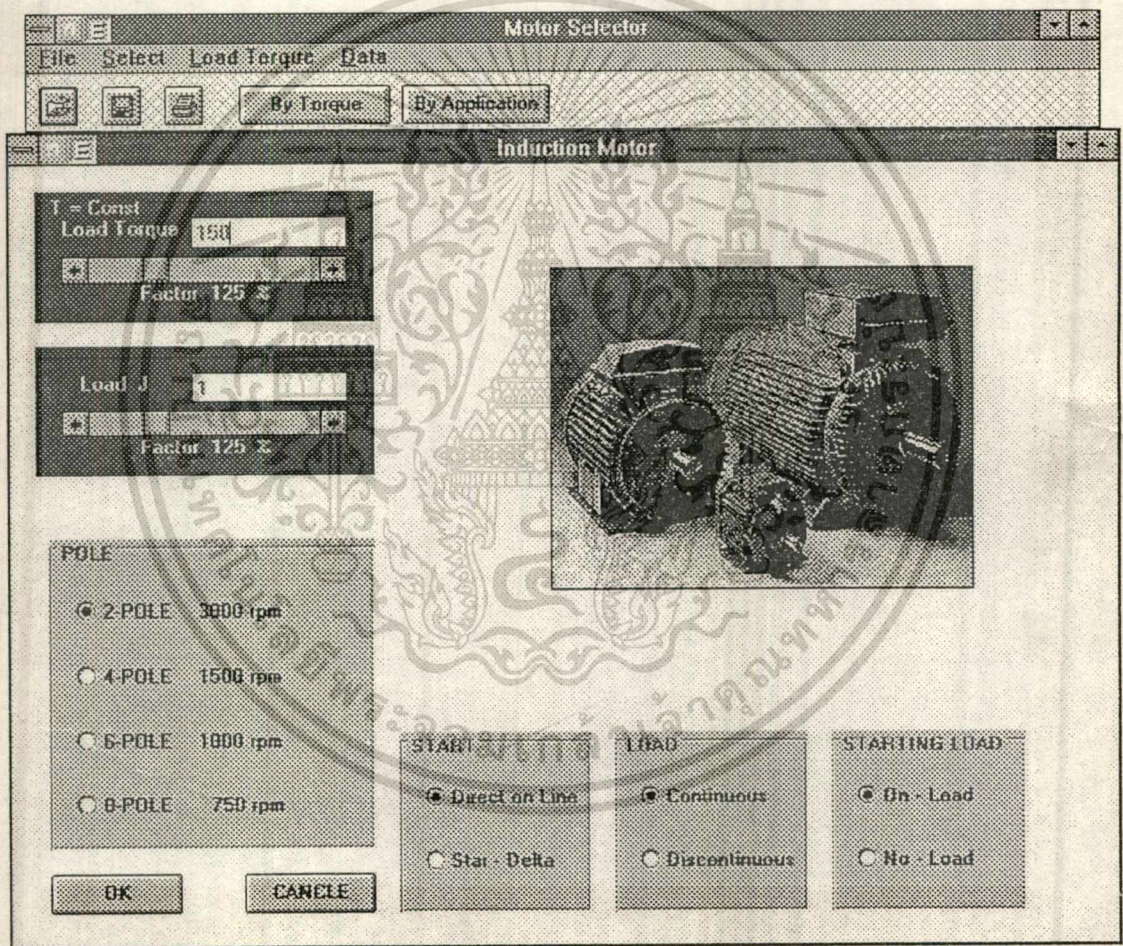 Motor Selector
File Select Load Torque Data
By Torque By Application
Induction Motor
T = Const
Load Torque 150
Factor 125 %
Load J 1
Factor 125 %
POLE
2-POLE 3000 rpm
4-POLE 1500 rpm
6-POLE 1000 rpm
8-POLE 750 rpm
START
Direct on Line
Star - Delta
LOAD
Continuous
Discontinuous
STARTING LOAD
On - Load
No - Load
OK CANCLE